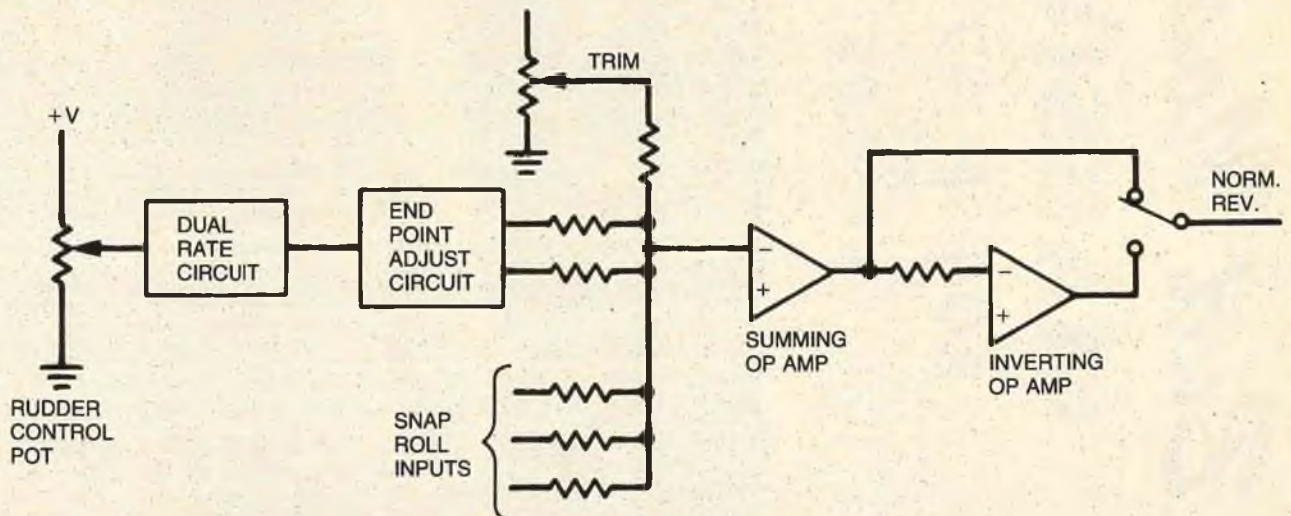 TRIM
+V
DUAL
RATE
CIRCUIT
END
POINT
ADJUST
CIRCUIT
RUDDER
CONTROL
POT
SNAP
ROLL
INPUTS
−
+
SUMMING
OP AMP
−
+
INVERTING
OP AMP
NORM.
REV.